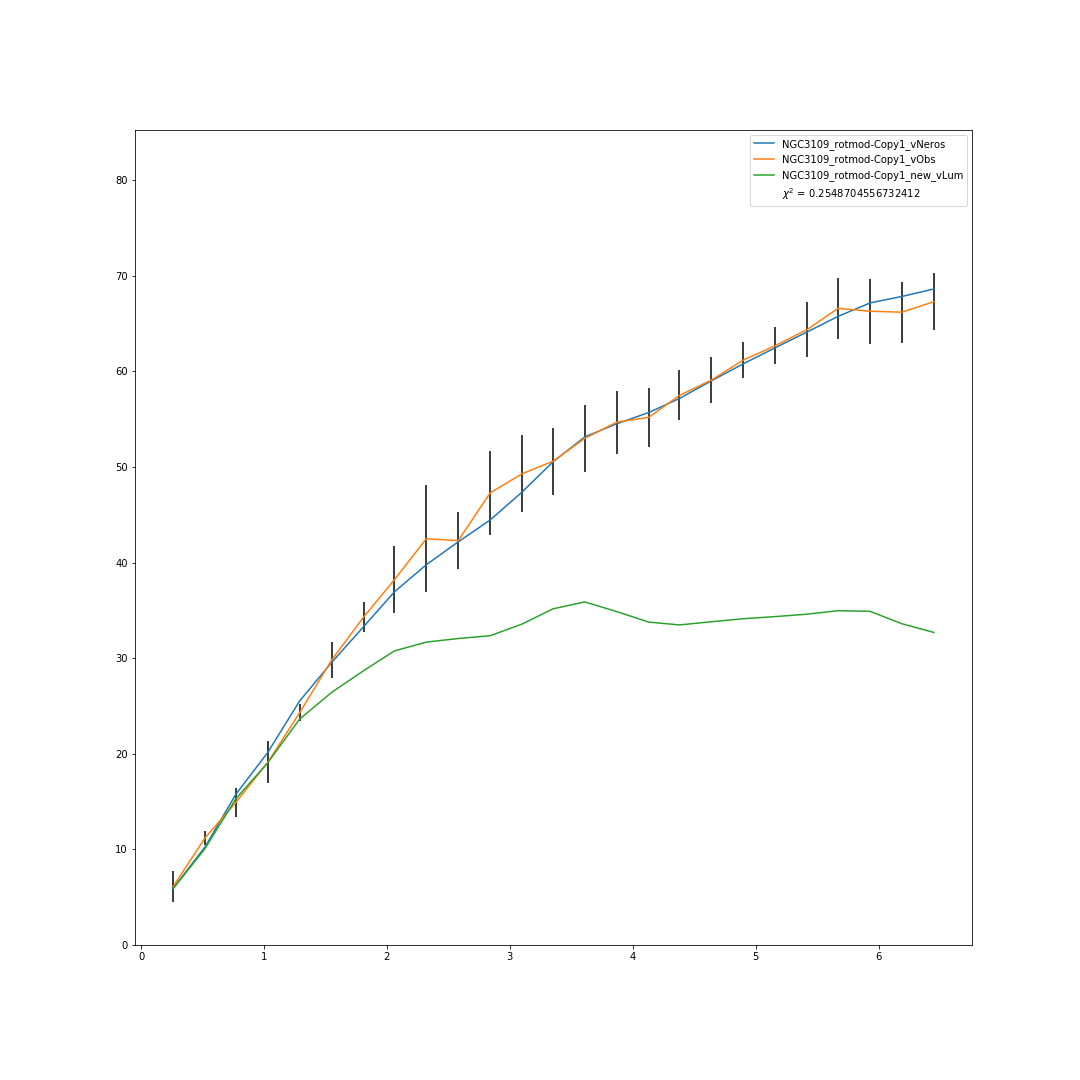 NGC3109_rotmod-Copy1_vNeros
NGC3109_rotmod-Copy1_vObs
NGC3109_rotmod-Copy1_new_vLum
χ² = 0.2548704556732412
80
70
60
50
40
30
20
10
0
0 1 2 3 4 5 6